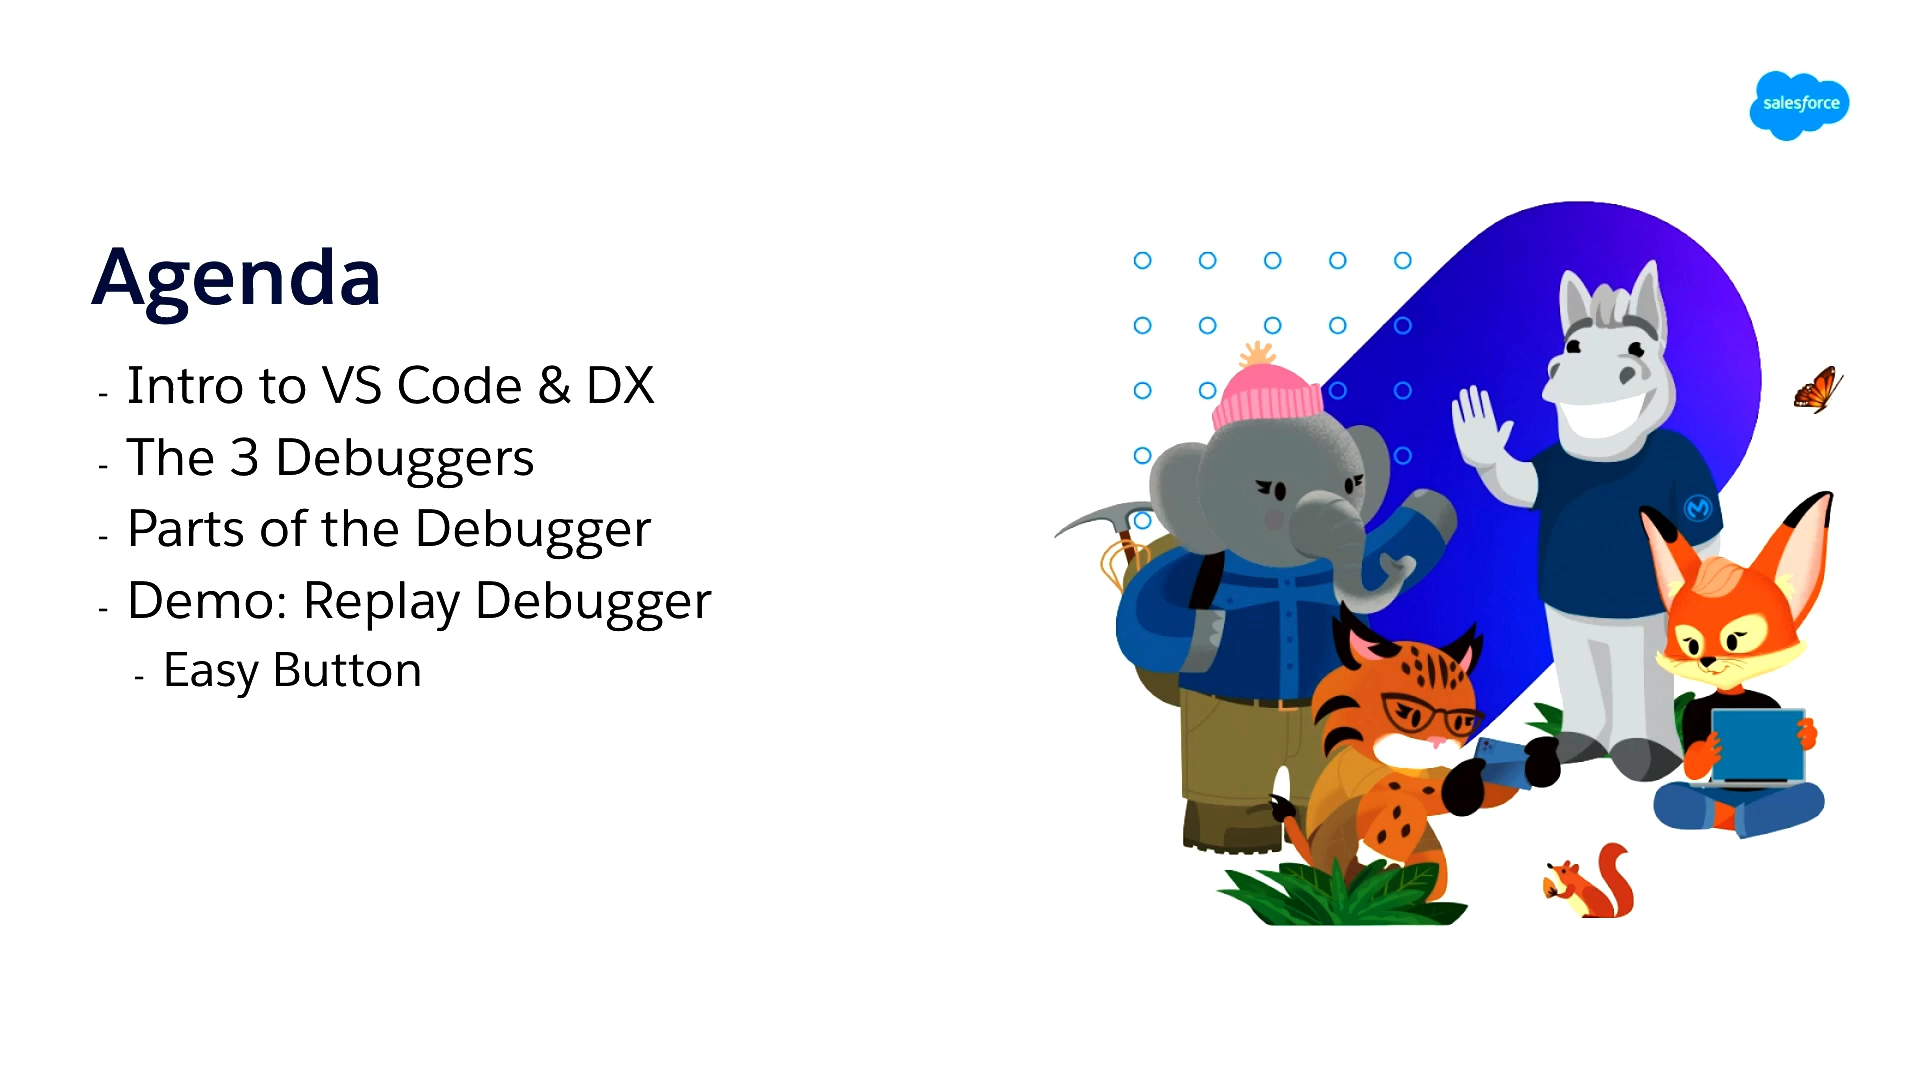 salesforce
Agenda
- Intro to VS Code & DX
- The 3 Debuggers
- Parts of the Debugger
- Demo: Replay Debugger
- Easy Button